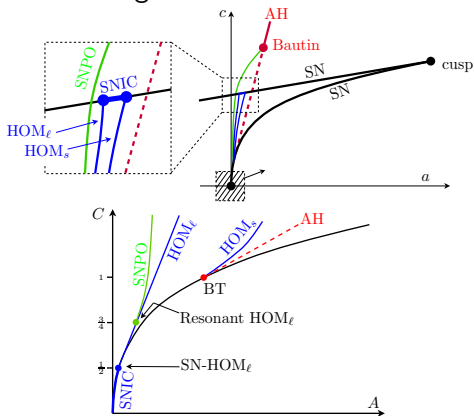 c
AH
Bautin
SNPO
SNIC
SN
cusp
SN
HOMℓ
HOMₛ
a
C
SNPO
HOMℓ
HOMₛ
AH
1
BT
3/4
Resonant HOMℓ
1/2
SN-HOMℓ
SNIC
A